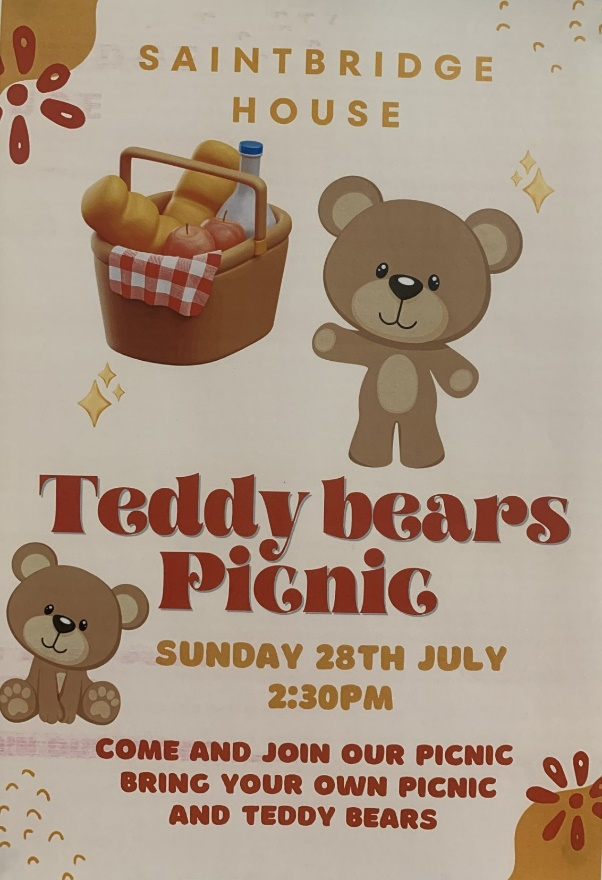 SAINTBRIDGE
HOUSE
Teddy bears
Picnic
SUNDAY 28TH JULY
2:30PM
COME AND JOIN OUR PICNIC
BRING YOUR OWN PICNIC
AND TEDDY BEARS